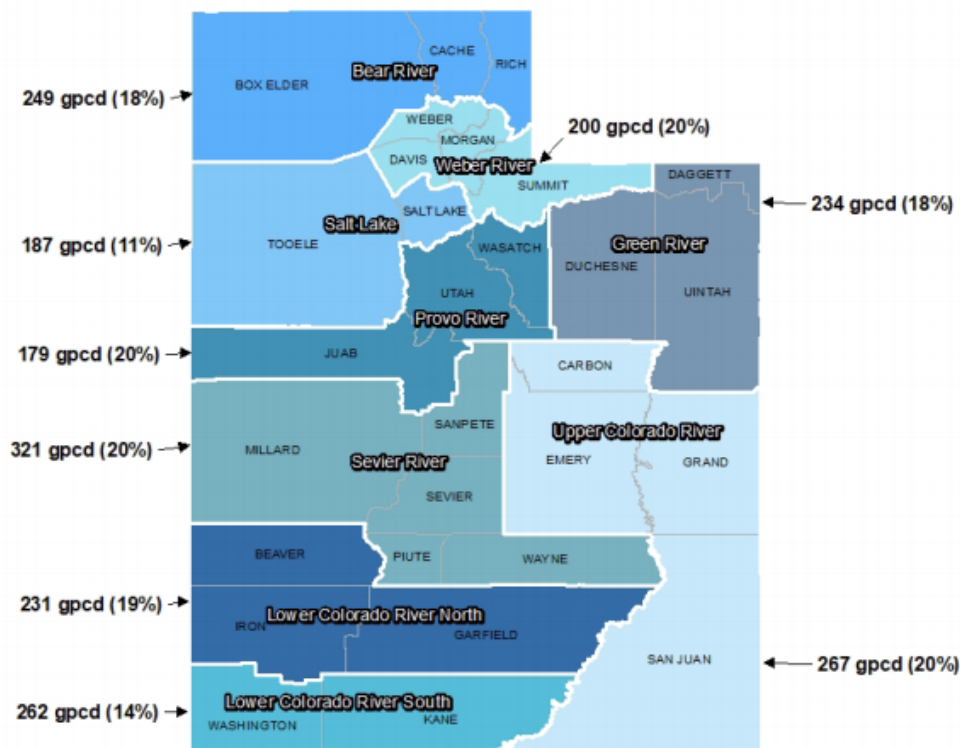 CACHE
RICH
Bear River
BOX ELDER
249 gpcd (18%)
WEBER
200 gpcd (20%)
MORGAN
DAVIS
Weber River
DAGGETT
SUMMIT
234 gpcd (18%)
SALT LAKE
Salt Lake
TOOELE
187 gpcd (11%)
WASATCH
Green River
DUCHESNE
UINTAH
UTAH
Provo River
179 gpcd (20%)
JUAB
CARBON
SANPETE
Upper Colorado River
321 gpcd (20%)
MILLARD
Sevier River
EMERY
GRAND
SEVIER
BEAVER
PIUTE
WAYNE
231 gpcd (19%)
Lower Colorado River North
IRON
GARFIELD
SAN JUAN
267 gpcd (20%)
Lower Colorado River South
262 gpcd (14%)
WASHINGTON
KANE